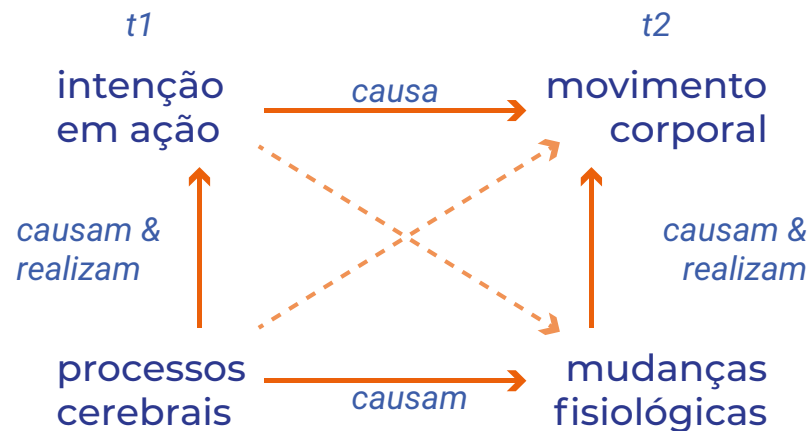 t1
t2
intenção
em ação
causa
movimento
corporal
causam &
realizam
causam &
realizam
processos
cerebrais
causam
mudanças
fisiológicas